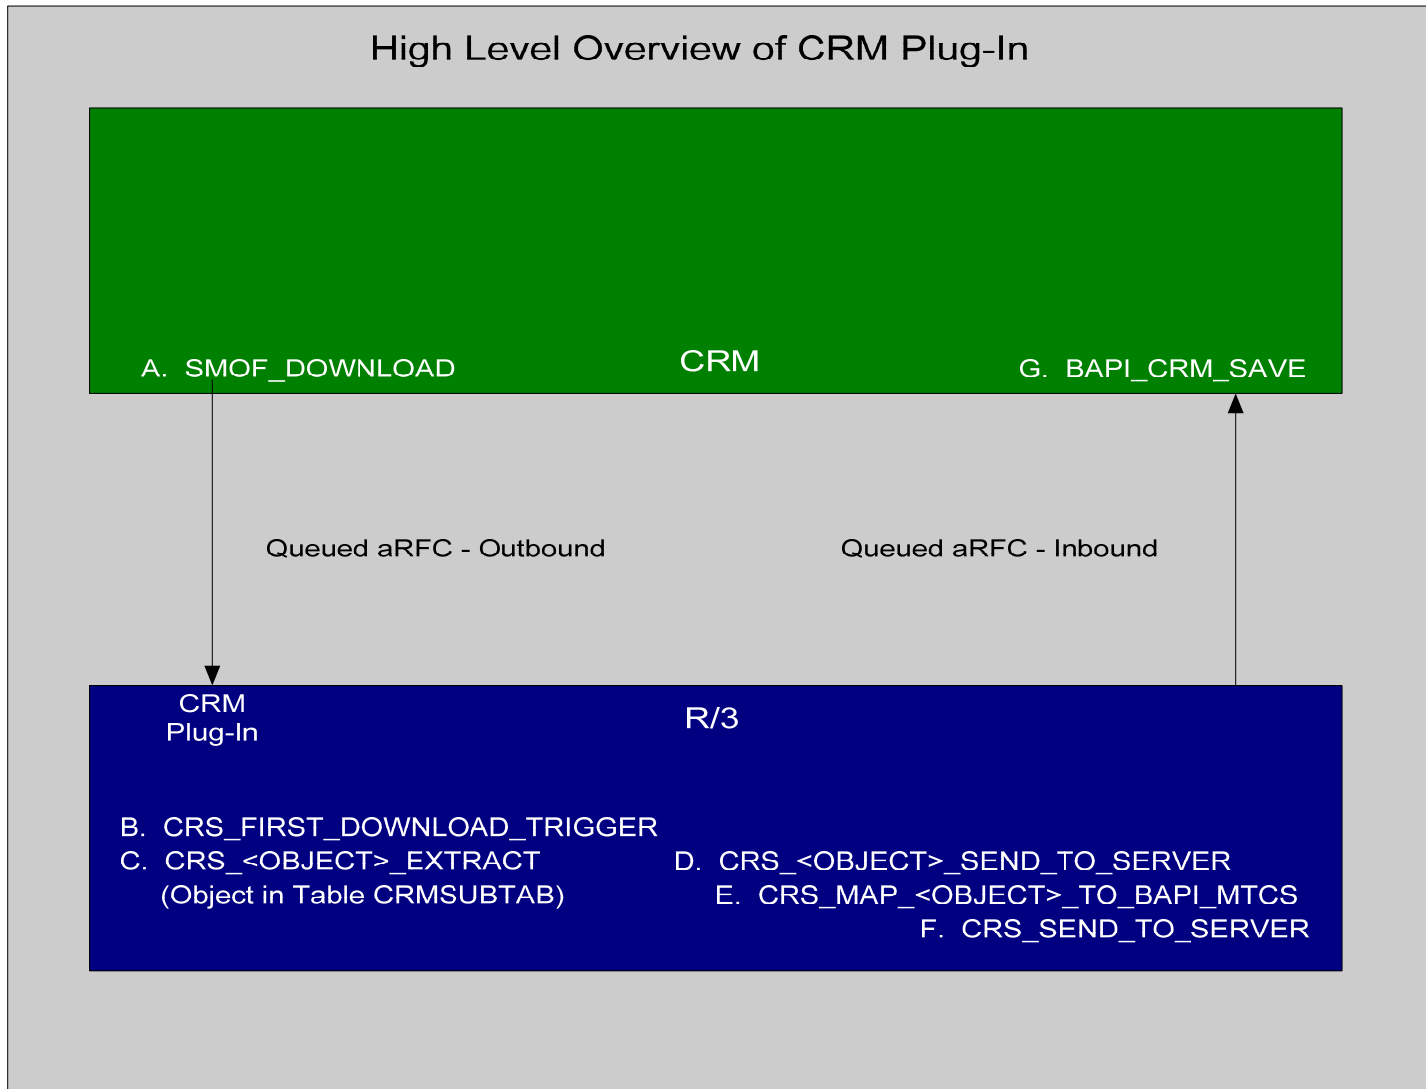 High Level Overview of CRM Plug-In
A. SMOF_DOWNLOAD
CRM
G. BAPI_CRM_SAVE
Queued aRFC - Outbound
Queued aRFC - Inbound
CRM
Plug-In
R/3
B. CRS_FIRST_DOWNLOAD_TRIGGER
C. CRS_<OBJECT>_EXTRACT
(Object in Table CRMSUBTAB)
D. CRS_<OBJECT>_SEND_TO_SERVER
E. CRS_MAP_<OBJECT>_TO_BAPI_MTCS
F. CRS_SEND_TO_SERVER